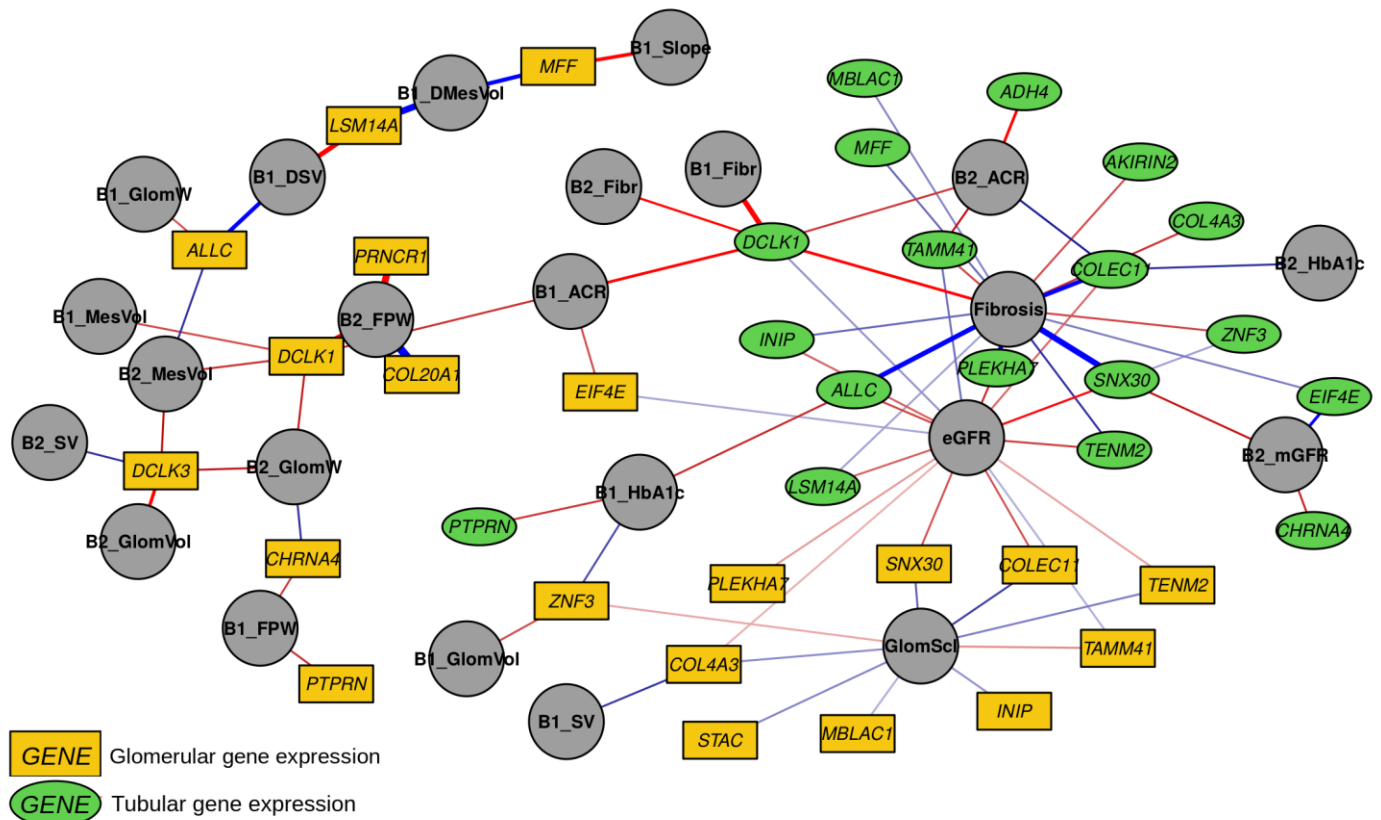 B1_Slope
MFF
MBLAC1
B1_DMesVol
ADH4
LSM14A
MFF
AKIRIN2
B1_Fibr
B2_ACR
B1_DSV
B2_Fibr
B1_GlomW
COL4A3
DCLK1
TAMM41
ALLC
PRNCR1
B2_HbA1c
COLEC11
B1_ACR
Fibrosis
B1_MesVol
B2_FPW
ZNF3
INIP
DCLK1
PLEKHA7
B2_MesVol
COL20A1
SNX30
ALLC
EIF4E
EIF4E
eGFR
B2_SV
TENM2
B2_mGFR
DCLK3
B2_GlomW
LSM14A
B1_HbA1c
PTPRN
CHRNA4
B2_GlomVol
CHRNA4
SNX30
COLEC11
PLEKHA7
TENM2
ZNF3
B1_FPW
GlomScl
TAMM41
B1_GlomVol
COL4A3
PTPRN
INIP
B1_SV
MBLAC1
STAC
GENE Glomerular gene expression
GENE Tubular gene expression